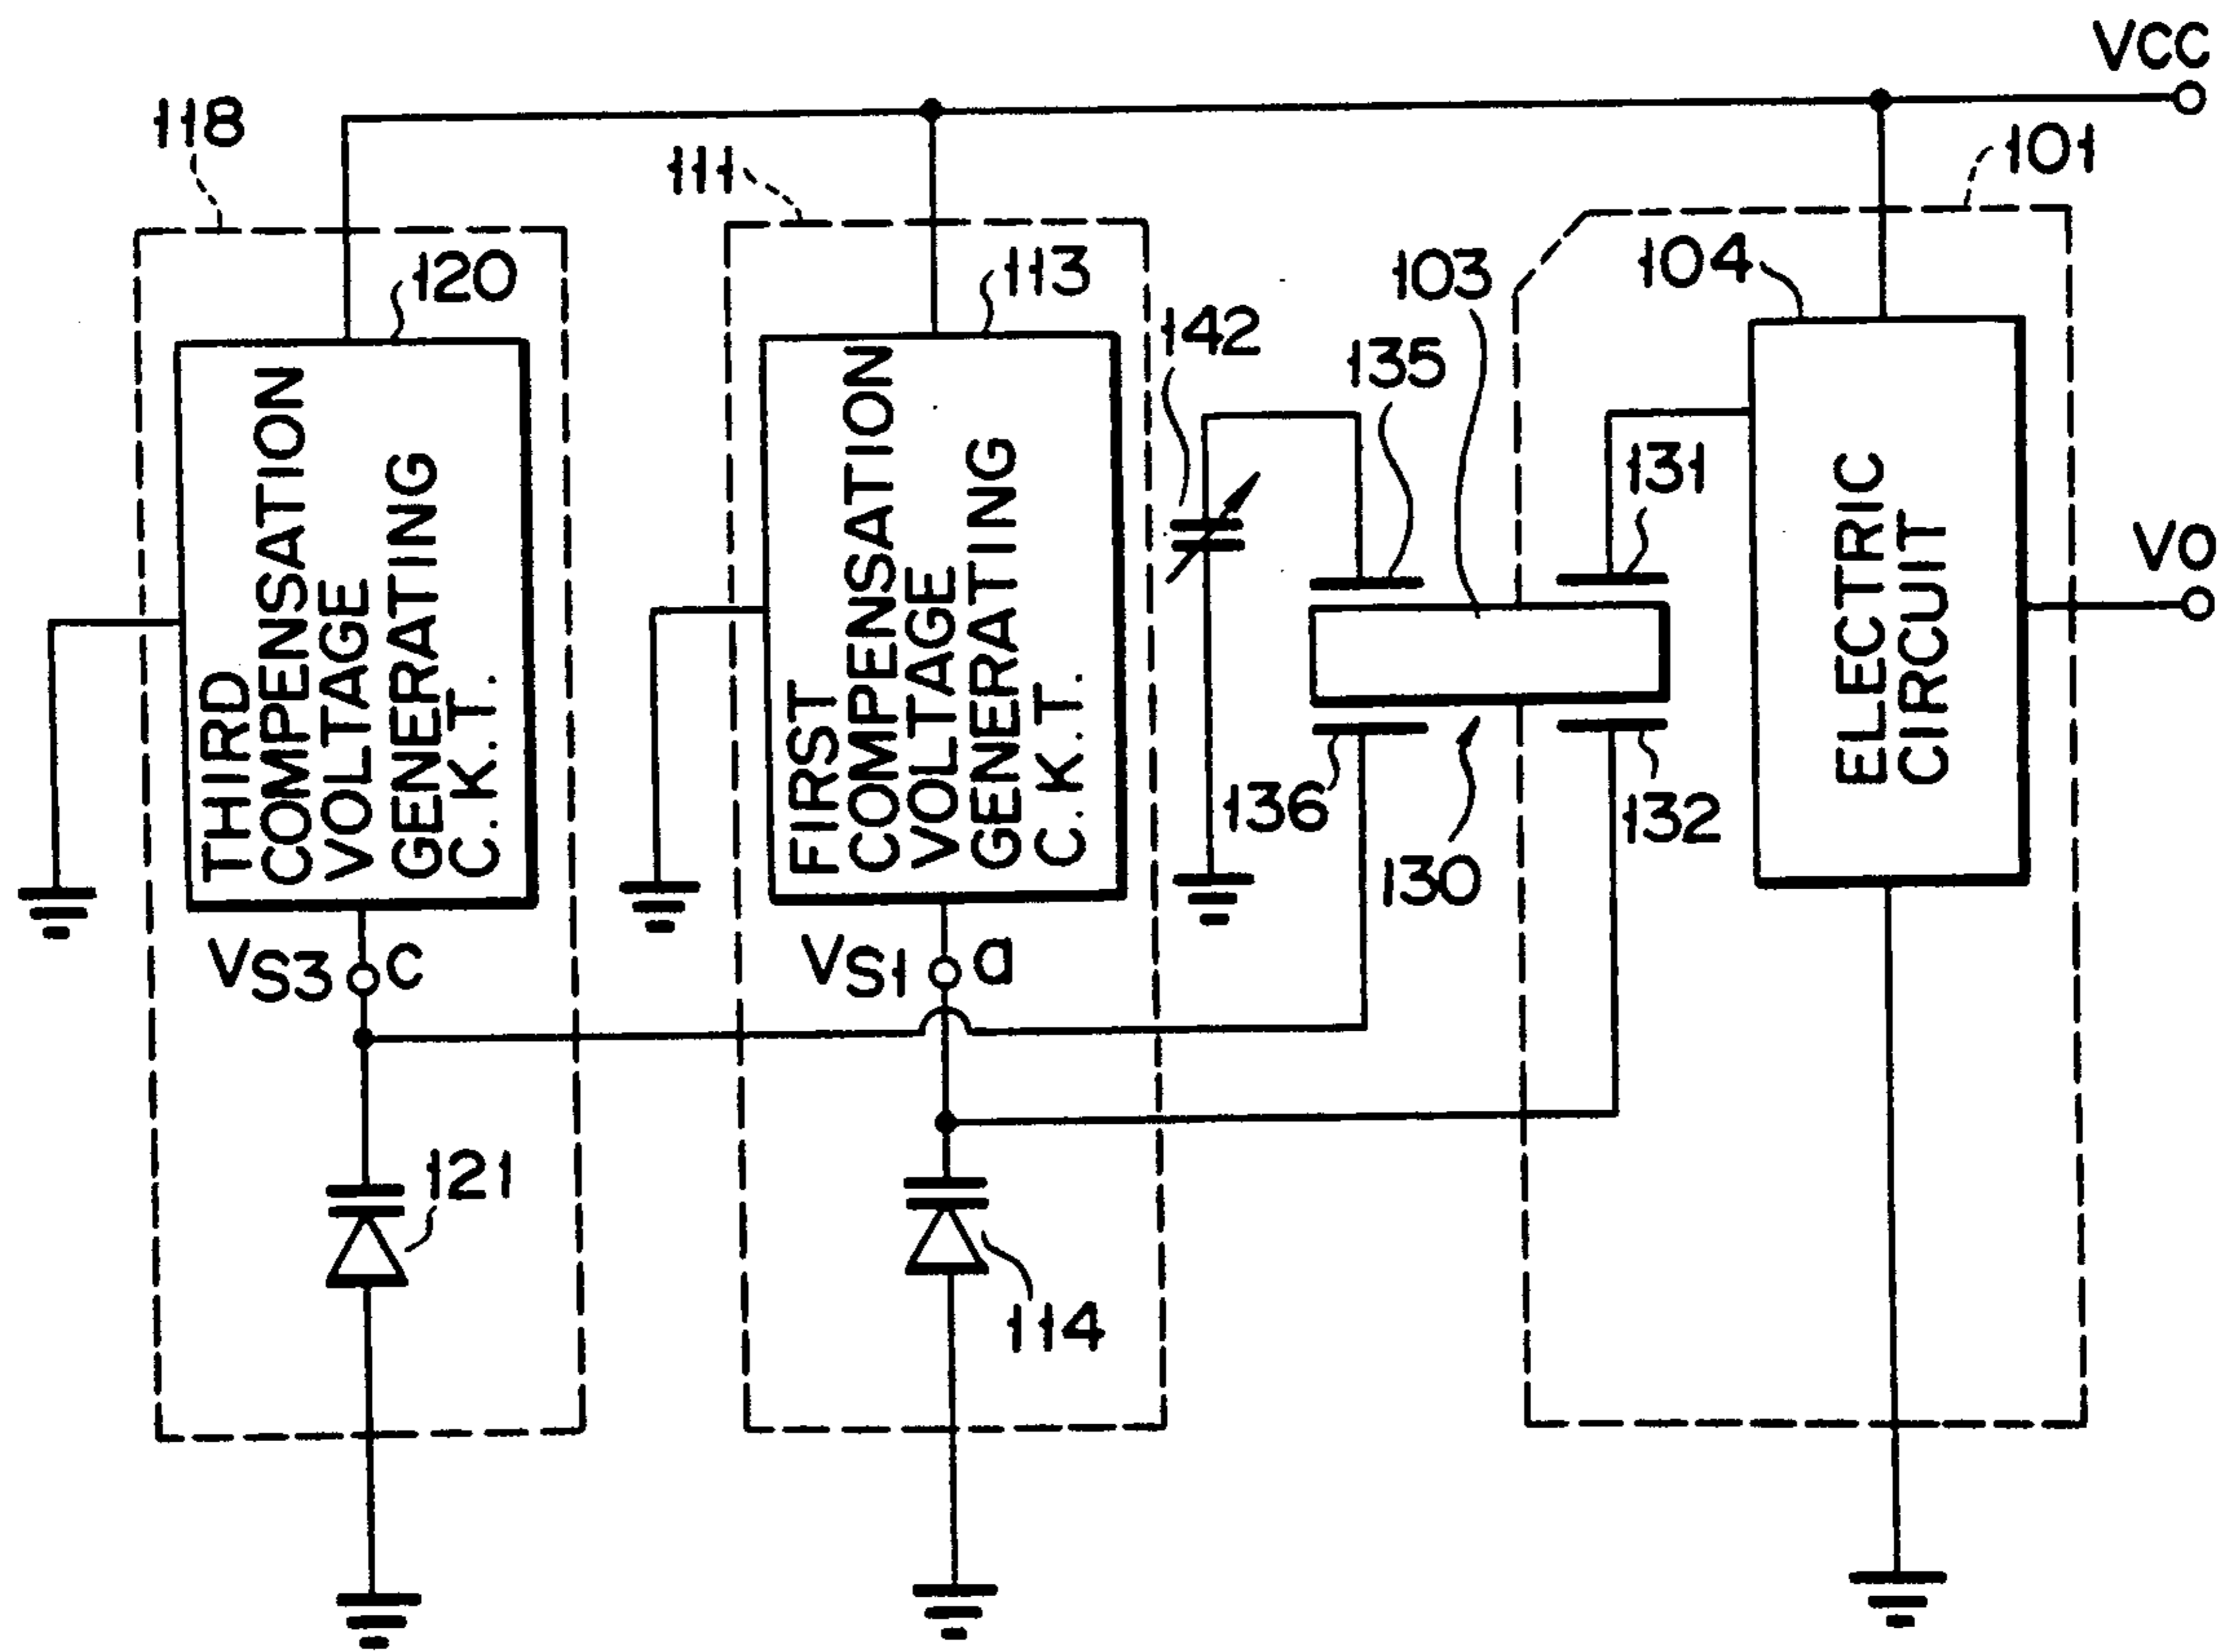 VCC
118
111
101
120
113
103
104
142
135
131
THIRD
COMPENSATION
VOLTAGE
GENERATING
C.K.T.
FIRST
COMPENSATION
VOLTAGE
GENERATING
C.K.T.
ELECTRIC
CIRCUIT
VO
136
130
132
VS3 C
VS1 a
121
114